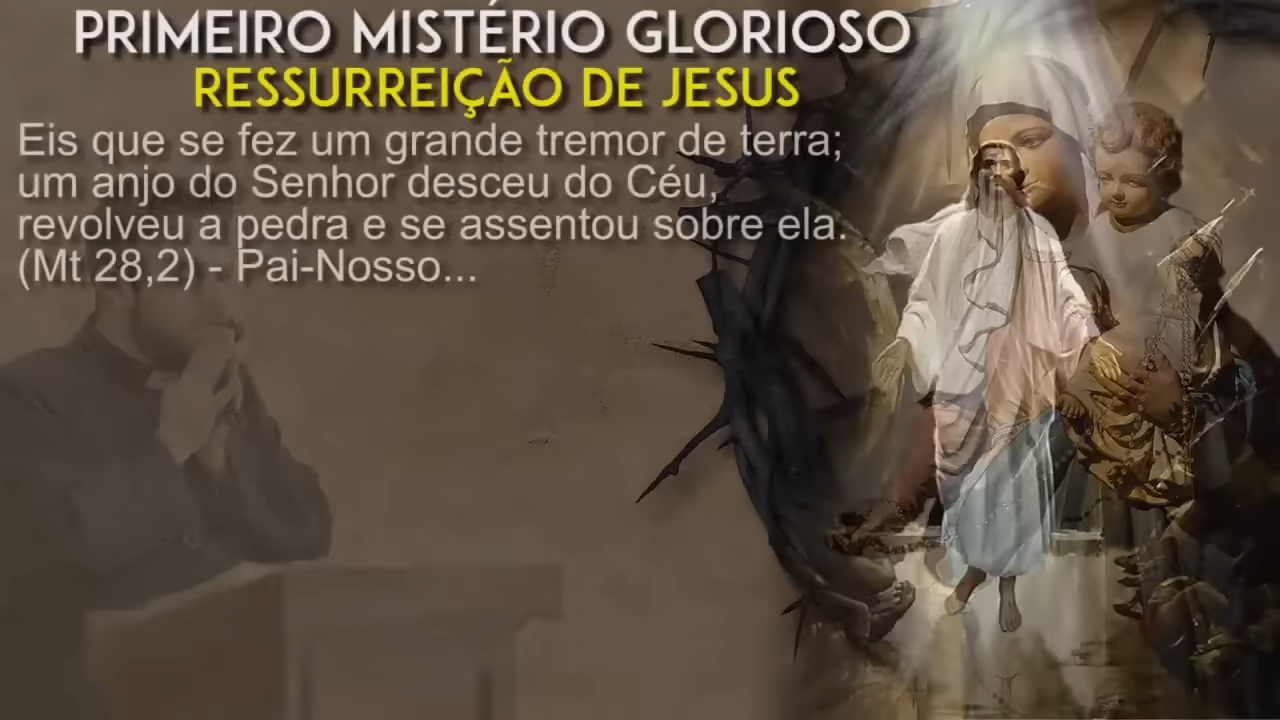 PRIMEIRO MISTÉRIO GLORIOSO
RESSURREIÇÃO DE JESUS
Eis que se fez um grande tremor de terra;
um anjo do Senhor desceu do Céu,
revolveu a pedra e se assentou sobre ela.
(Mt 28,2) - Pai-Nosso...